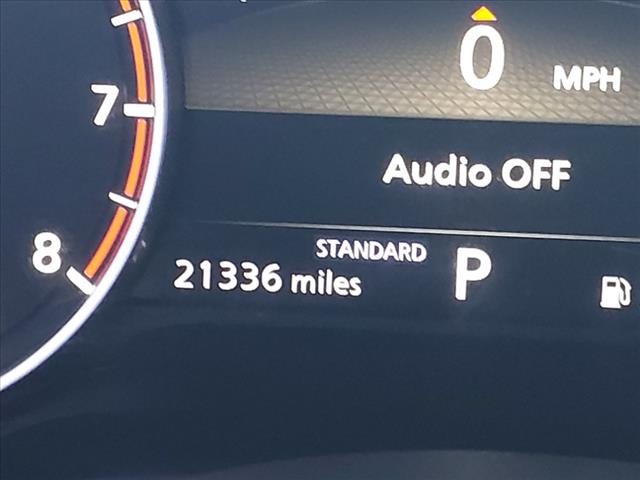 0 MPH
7
Audio OFF
8
STANDARD
21336 miles P